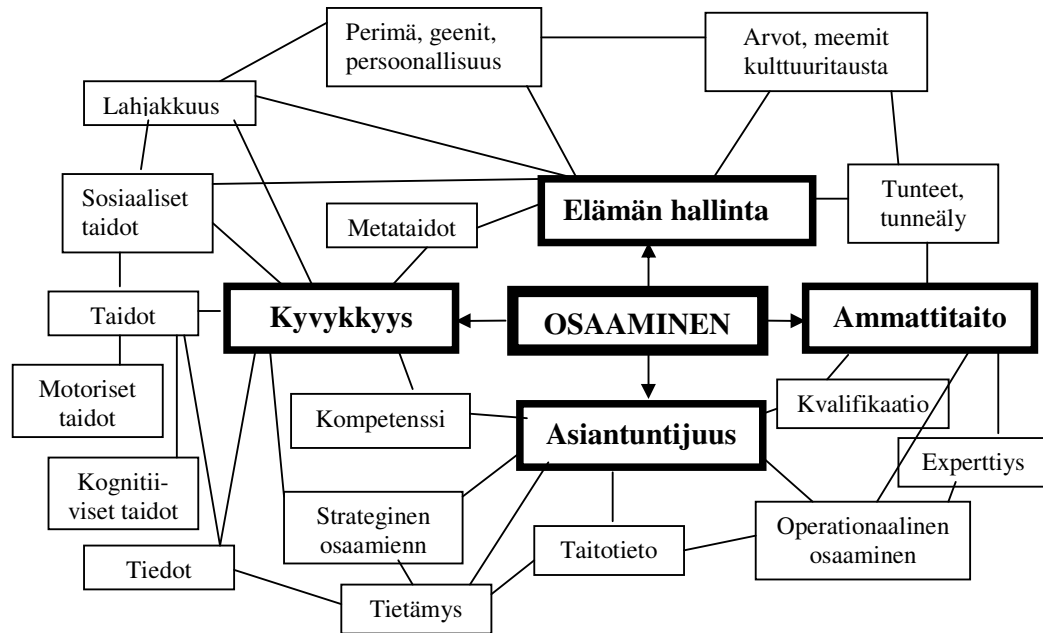 Perimä, geenit,
persoonallisuus
Arvot, meemit
kulttuuritausta
Lahjakkuus
Sosiaaliset
taidot
Metataidot
Elämän hallinta
Tunteet,
tunneäly
Taidot
Kyvykkyys
OSAAMINEN
Ammattitaito
Motoriset
taidot
Kompetenssi
Asiantuntijuus
Kvalifikaatio
Kognitii-
viset taidot
Experttiys
Strateginen
osaamienn
Taitotieto
Operationaalinen
osaaminen
Tiedot
Tietämys